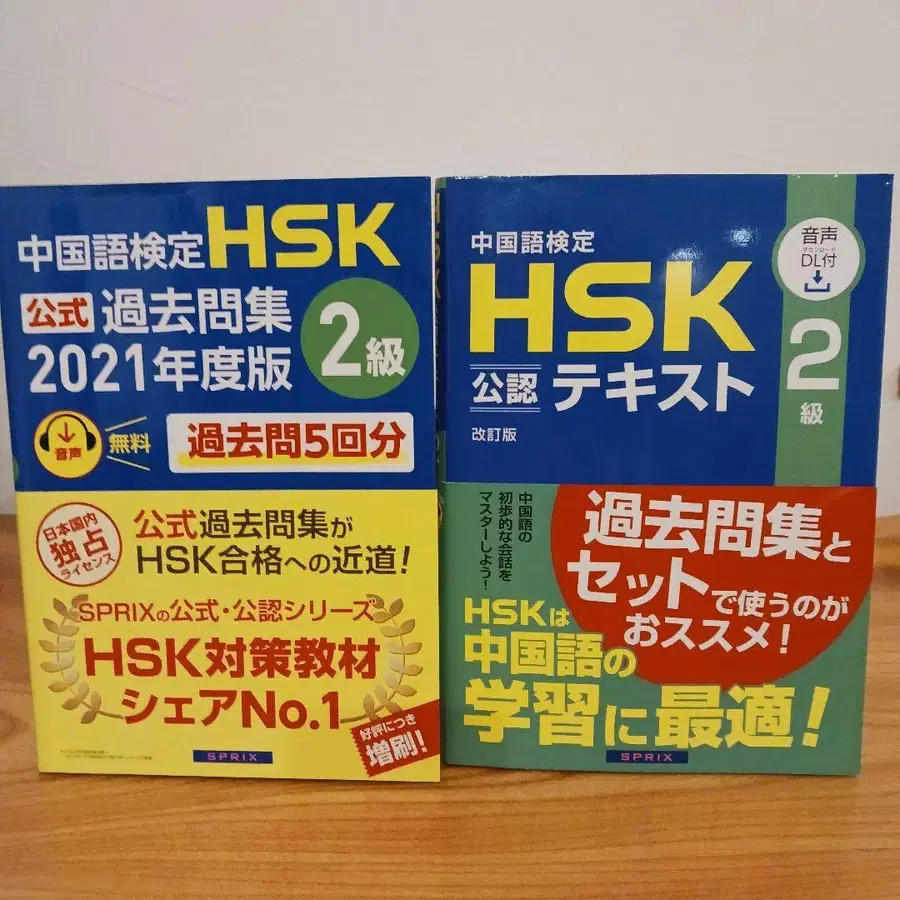 中国語検定HSK
公式 過去問集
2021年度版
2級
音声
無料
過去問5回分
日本国内
独占
ライセンス
公式過去問集が
HSK合格への近道!
SPRIXの公式・公認シリーズ
HSK対策教材
シェアNo.1
好評につき
増刷!
SPRIX
中国語検定
HSK
公認 テキスト
改訂版
音声
ダウンロード
DL付
2
級
中国語の
初歩的な会話を
マスターしよう!
過去問集と
セットで使うのが
おススメ!
HSKは
中国語の
学習に最適!
SPRIX